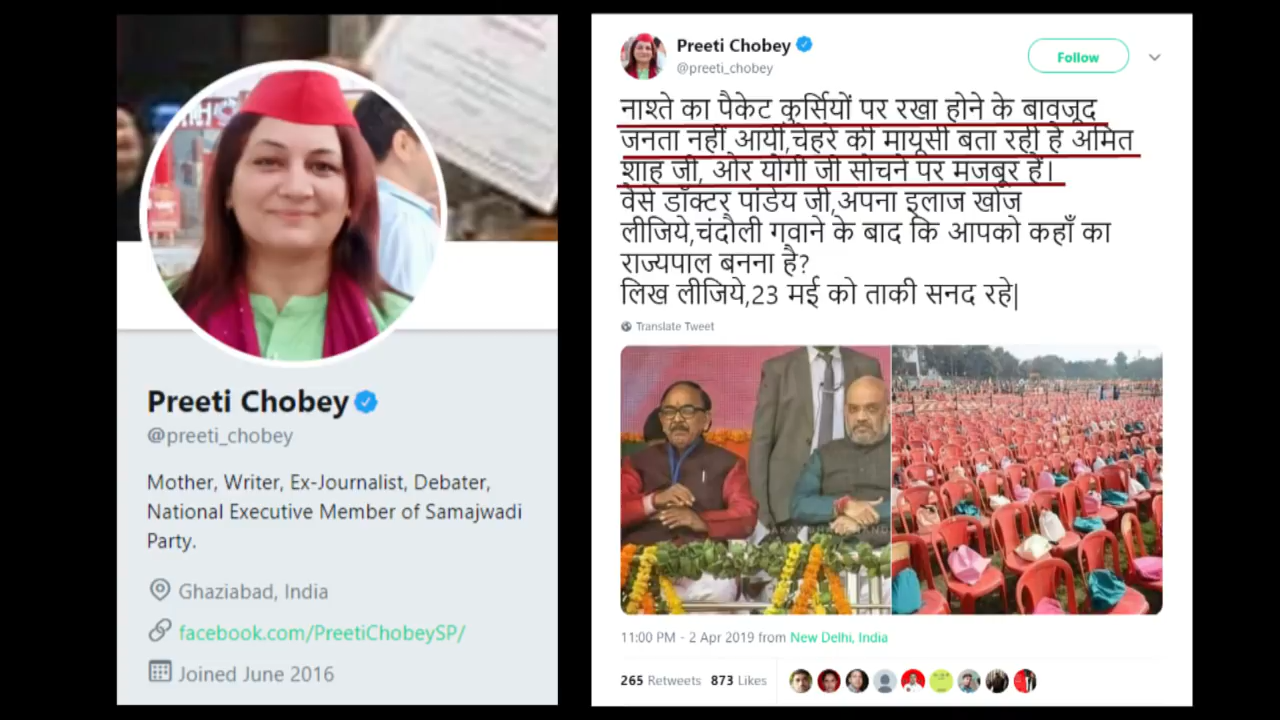 Preeti Chobey
@preeti_chobey
Mother, Writer, Ex-Journalist, Debater,
National Executive Member of Samajwadi
Party.
Ghaziabad, India
facebook.com/PreetiChobeySP/
Joined June 2016
Preeti Chobey
@preeti_chobey
Follow
नाश्ते का पैकेट कुर्सियों पर रखा होने के बावजूद
जनता नहीं आयी,चेहरे की मायूसी बता रही है अमित
शाह जी, और योगी जी सोचने पर मजबूर हैं।
वैसे डॉक्टर पांडेय जी,अपना इलाज खोज
लीजिये,चंदौली गवाने के बाद कि आपको कहाँ का
राज्यपाल बनना है?
लिख लीजिये,23 मई को ताकी सनद रहे|
Translate Tweet
11:00 PM - 2 Apr 2019 from New Delhi, India
265 Retweets 873 Likes